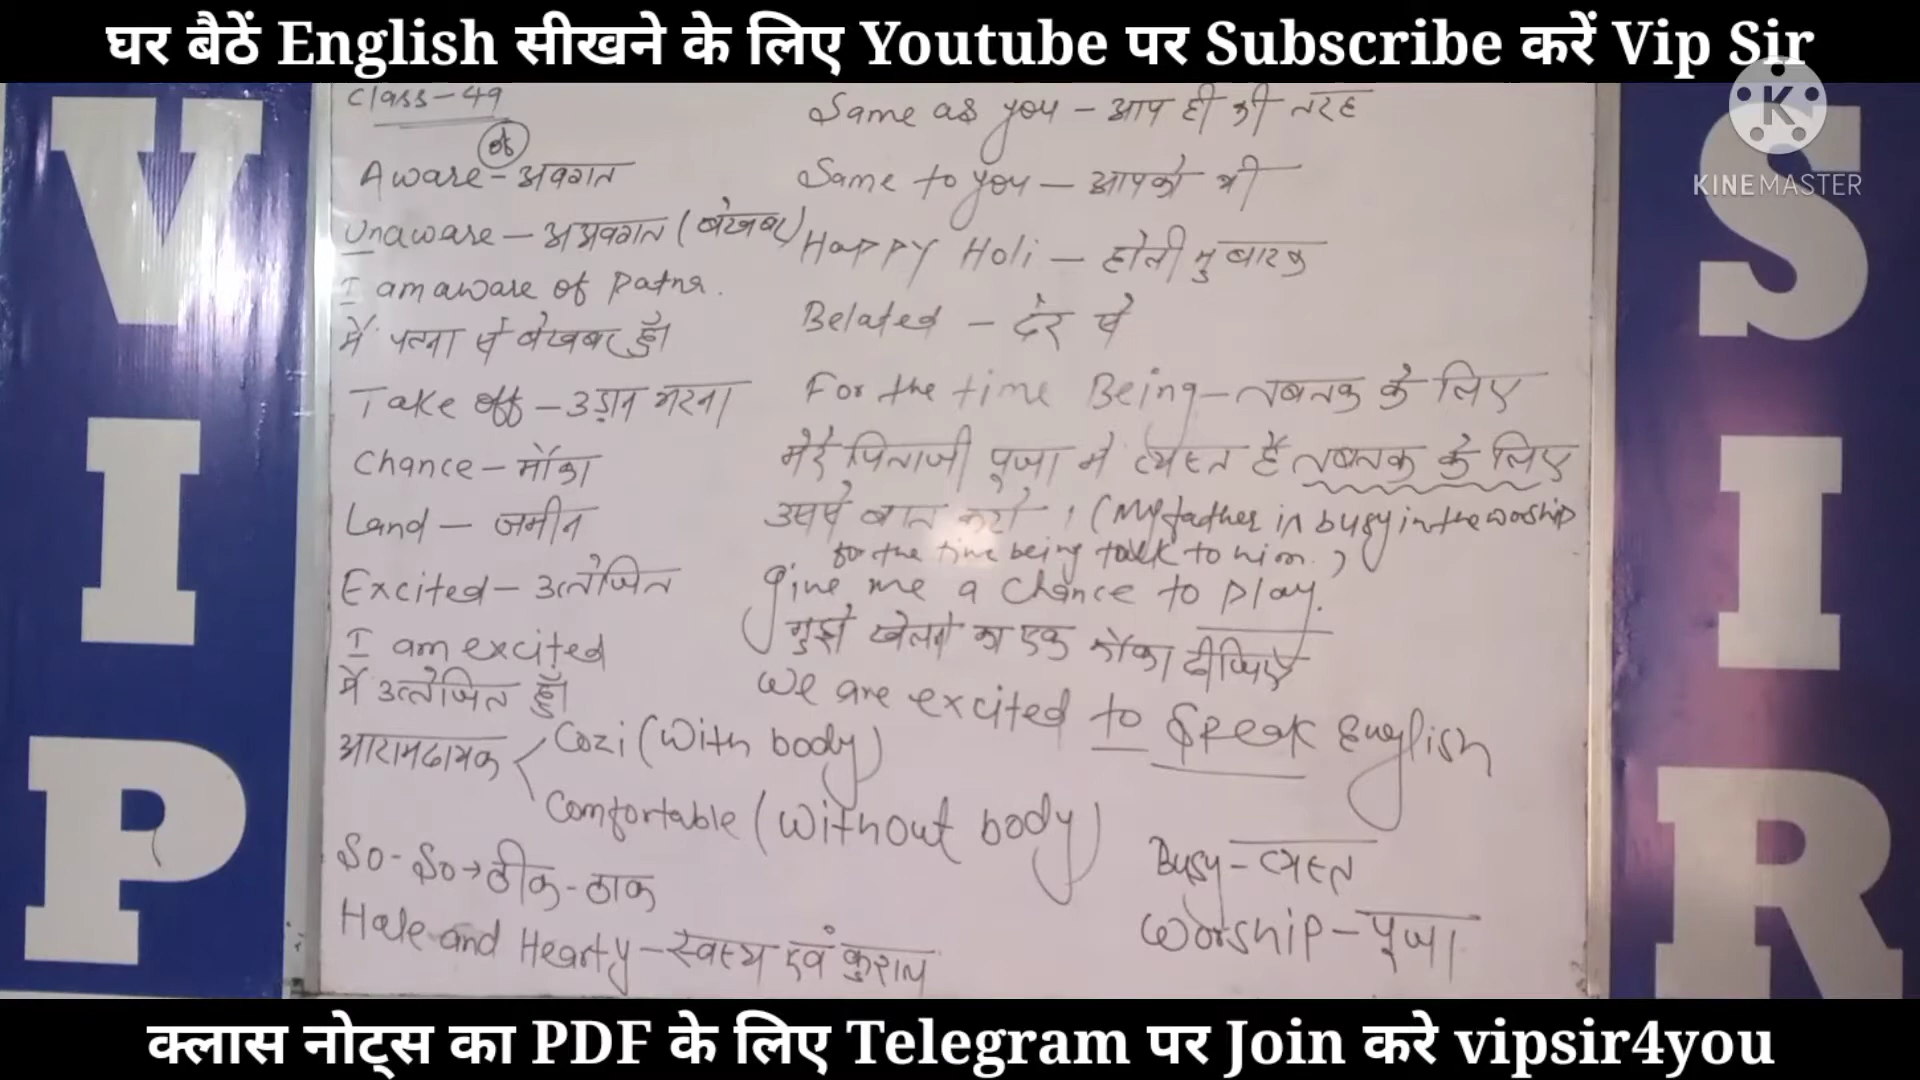 घर बैठें English सीखने के लिए Youtube पर Subscribe करें Vip Sir
K
KINEMASTER
VIP
SIR
Class-49
of
Aware - अवगत
Unaware - अअवगत (बेखबर)
I am aware of Patna.
मैं पटना से बेखबर हूँ।
Take off - उड़ान भरना
Chance - मौका
Land - जमीन
Excited - उत्तेजित
I am excited
मैं उत्तेजित हूँ।
आरामदायक
Cozi (With body)
Comfortable (Without body)
So-So → ठीक-ठाक
Hale and Hearty - स्वस्थ एवं कुशल
Same as you - आप ही की तरह
Same to you - आपको भी
Happy Holi - होली मुबारक
Belated - देर से
For the time Being - तबतक के लिए
मेरे पिताजी पूजा मे व्यस्त हैं तबतक के लिए
उससे बात करो । (My father in busy in the worship
for the time being talk to him.)
give me a chance to play.
मुझे खेलने का एक मौका दीजिए
We are excited to Speak English
Busy - व्यस्त
Worship - पूजा
क्लास नोट्स का PDF के लिए Telegram पर Join करे vipsir4you